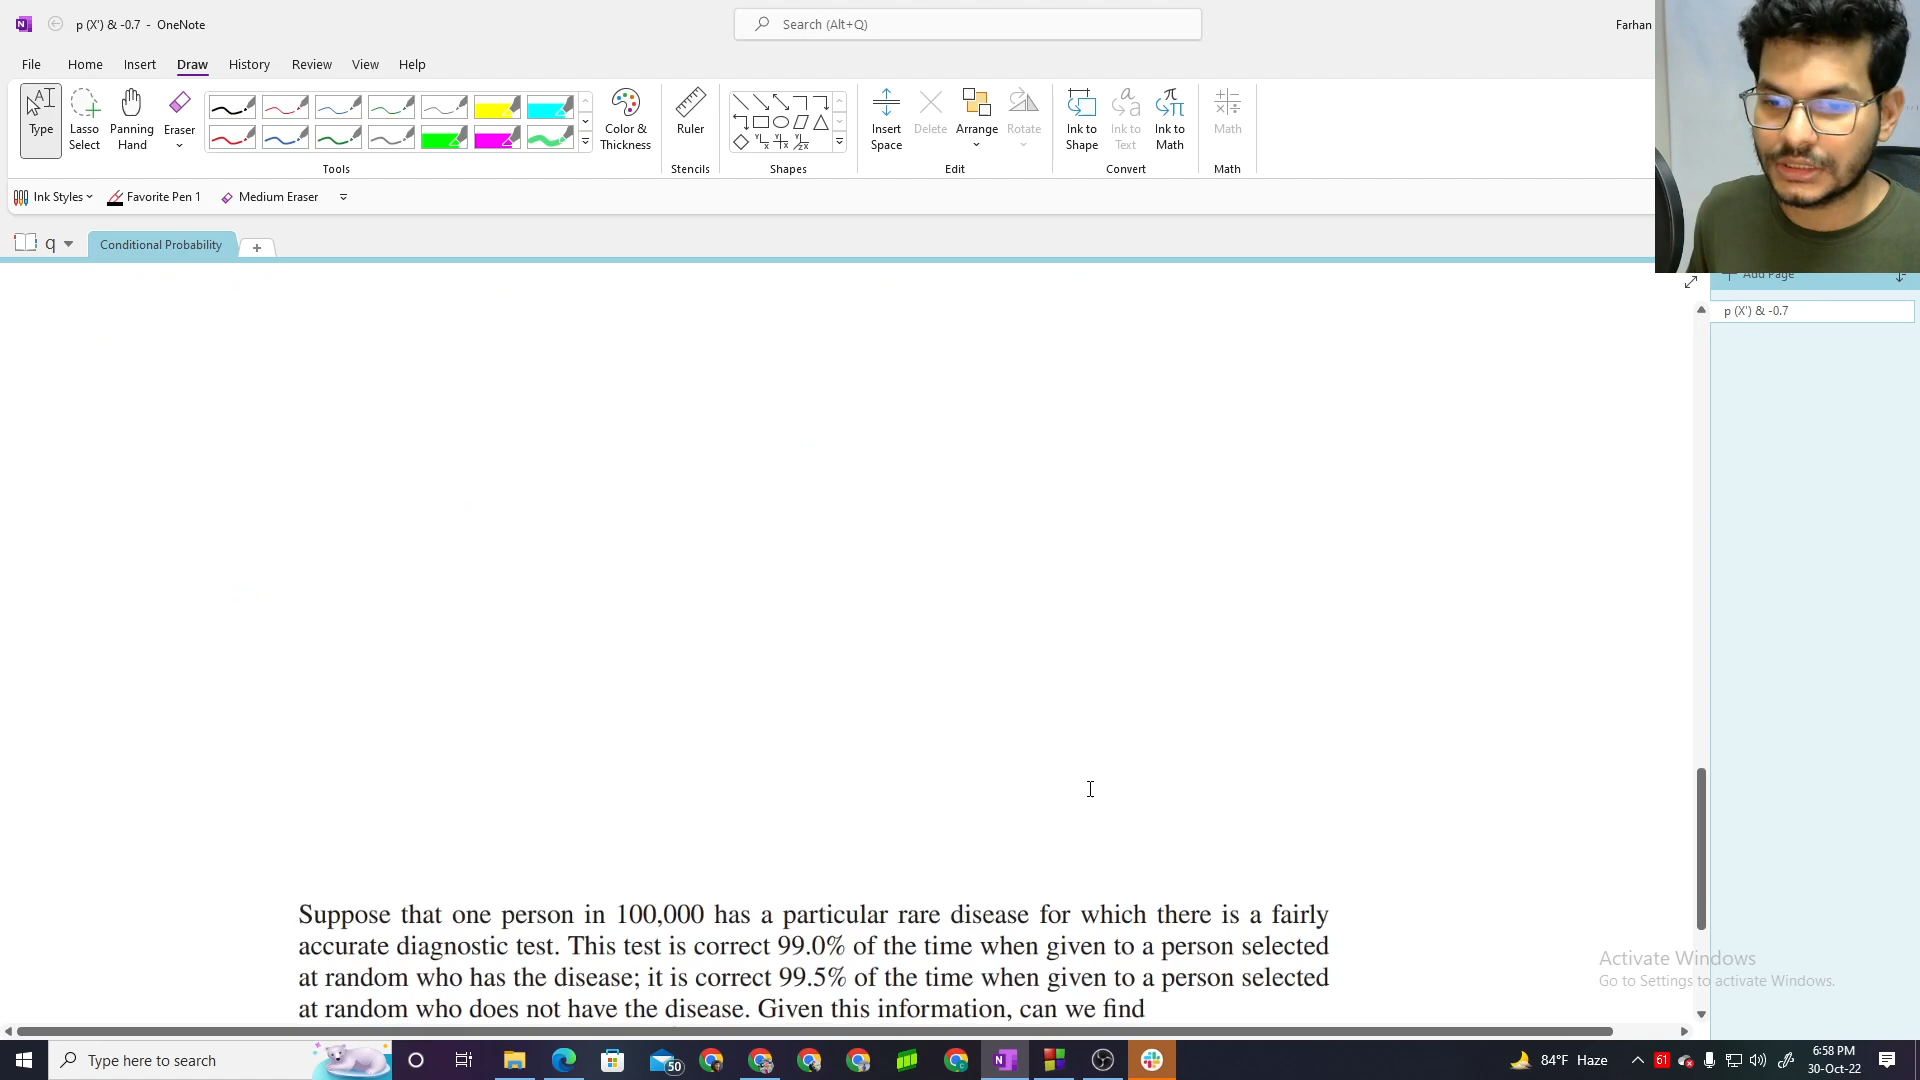 p (X') & -0.7 - OneNote
Search (Alt+Q)
Farhan
File Home Insert Draw History Review View Help
Type
Lasso Select
Panning Hand
Eraser
Color & Thickness
Ruler
Insert Space
Delete
Arrange
Rotate
Ink to Shape
Ink to Text
Ink to Math
Math
Tools
Stencils
Shapes
Edit
Convert
Math
Ink Styles
Favorite Pen 1
Medium Eraser
q
Conditional Probability
Add Page
p (X') & -0.7
Suppose that one person in 100,000 has a particular rare disease for which there is a fairly
accurate diagnostic test. This test is correct 99.0% of the time when given to a person selected
at random who has the disease; it is correct 99.5% of the time when given to a person selected
at random who does not have the disease. Given this information, can we find
Activate Windows
Go to Settings to activate Windows.
Type here to search
50
84°F Haze
61
6:58 PM
30-Oct-22